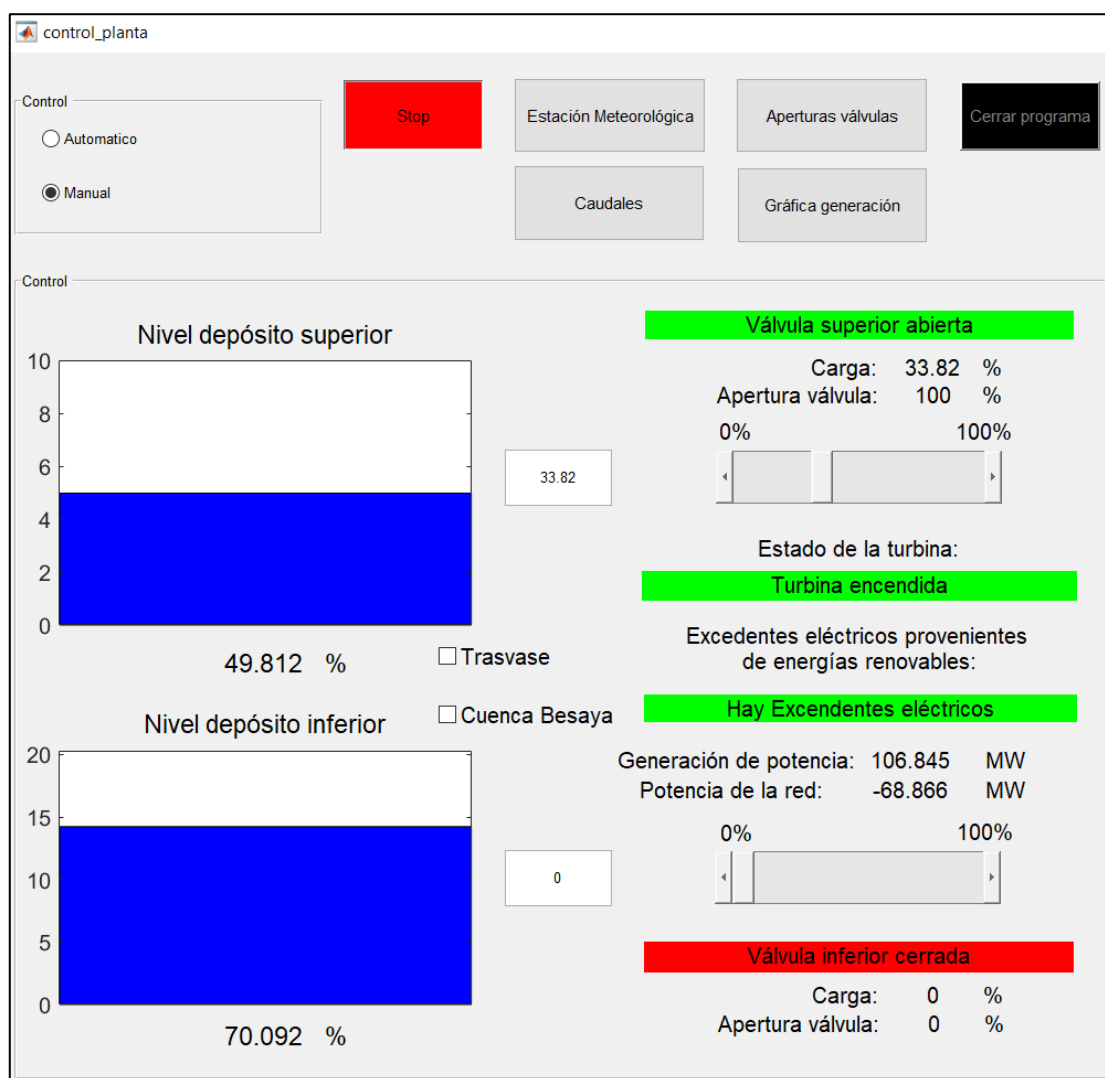 control_planta
Control
Automatico
Manual
Stop
Estación Meteorológica
Aperturas válvulas
Cerrar programa
Caudales
Gráfica generación
Control
Nivel depósito superior
10
8
6
4
2
0
49.812 %
33.82
Trasvase
Cuenca Besaya
Nivel depósito inferior
20
15
10
5
0
70.092 %
0
Válvula superior abierta
Carga: 33.82 %
Apertura válvula: 100 %
0% 100%
Estado de la turbina:
Turbina encendida
Excedentes eléctricos provenientes
de energías renovables:
Hay Excendentes eléctricos
Generación de potencia: 106.845 MW
Potencia de la red: -68.866 MW
0% 100%
Válvula inferior cerrada
Carga: 0 %
Apertura válvula: 0 %